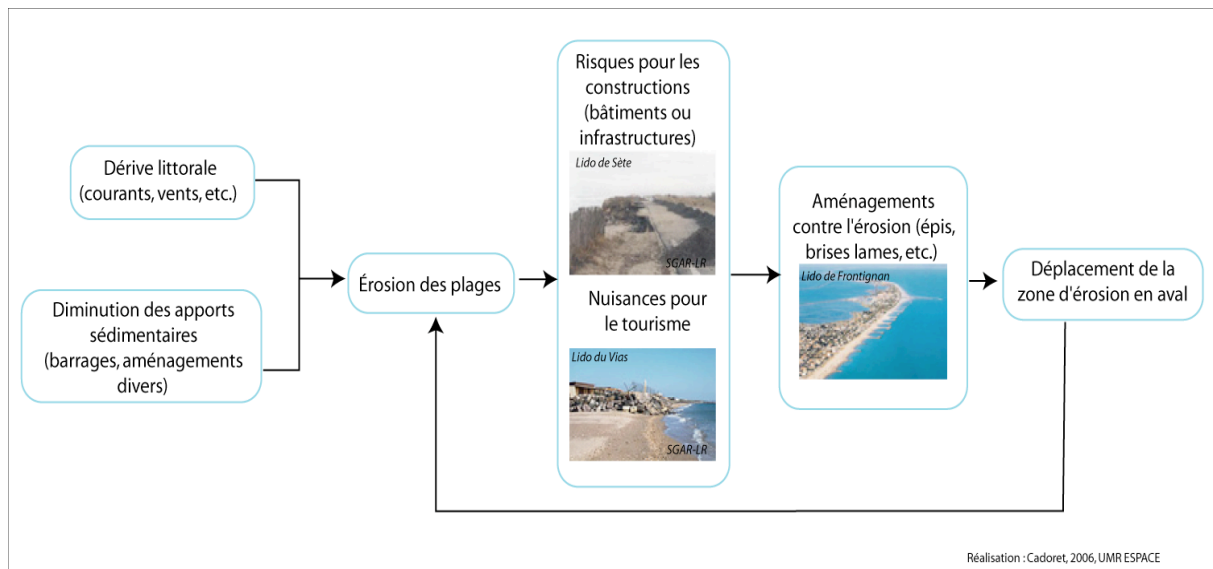 Dérive littorale
(courants, vents, etc.)
Diminution des apports
sédimentaires
(barrages, aménagements
divers)
Érosion des plages
Risques pour les
constructions
(bâtiments ou
infrastructures)
Lido de Sète
SGAR-LR
Nuisances pour
le tourisme
Lido du Vias
SGAR-LR
Aménagements
contre l'érosion (épis,
brises lames, etc.)
Lido de Frontignan
Déplacement de la
zone d'érosion en aval
Réalisation : Cadoret, 2006, UMR ESPACE